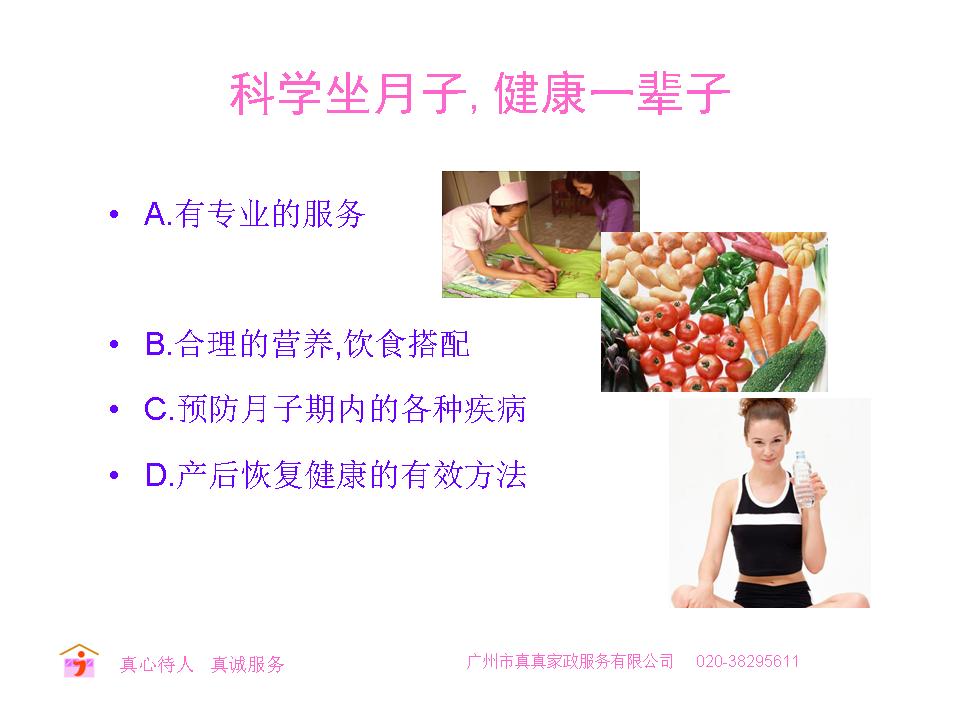 科学坐月子,健康一辈子
• A.有专业的服务
• B.合理的营养,饮食搭配
• C.预防月子期内的各种疾病
• D.产后恢复健康的有效方法
真心待人 真诚服务
广州市真真家政服务有限公司 020-38295611